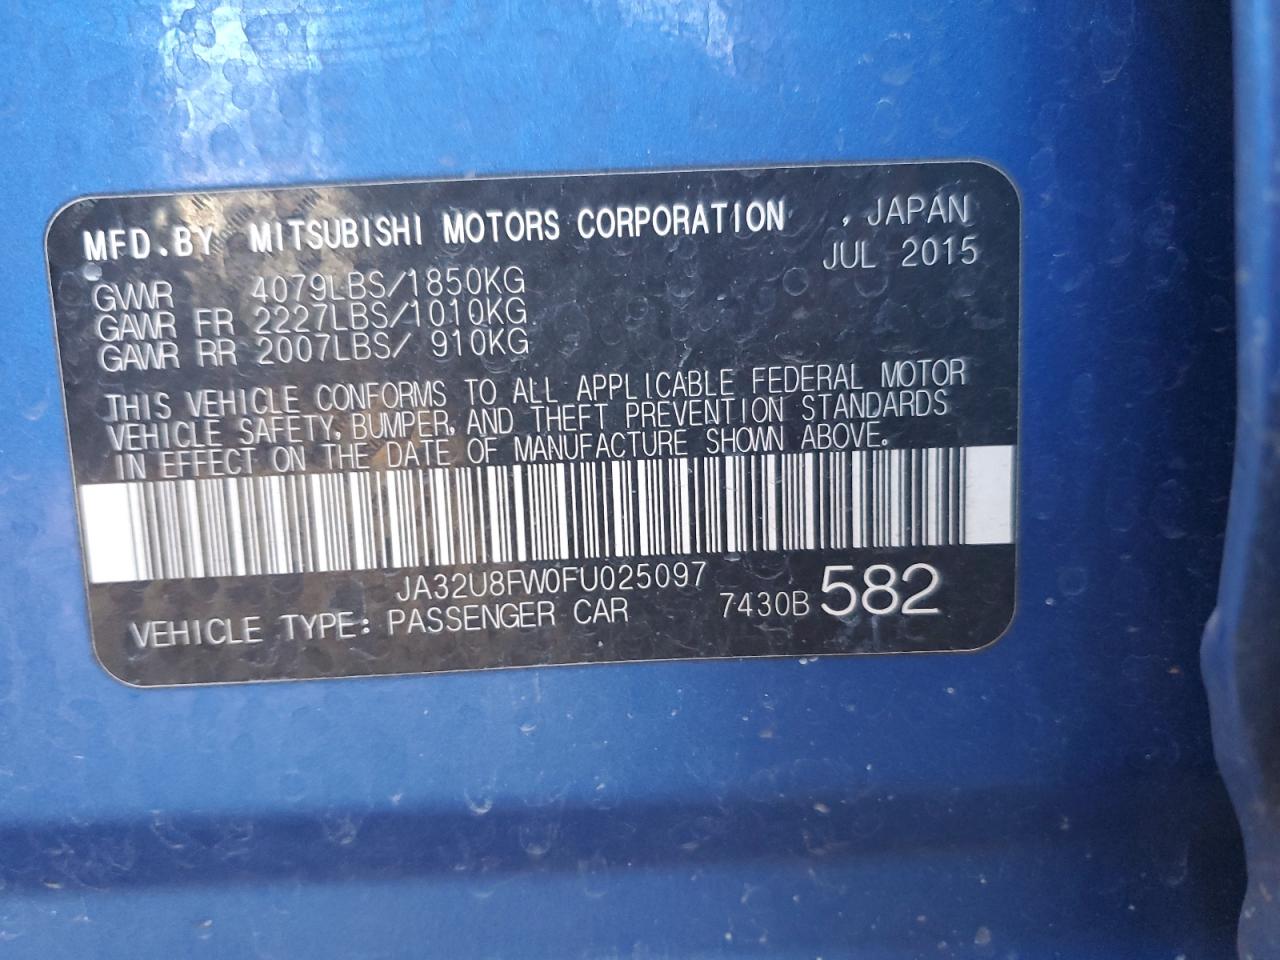 MFD.BY MITSUBISHI MOTORS CORPORATION , JAPAN
JUL 2015
GVWR 4079LBS/1850KG
GAWR FR 2227LBS/1010KG
GAWR RR 2007LBS/ 910KG
THIS VEHICLE CONFORMS TO ALL APPLICABLE FEDERAL MOTOR
VEHICLE SAFETY, BUMPER, AND THEFT PREVENTION STANDARDS
IN EFFECT ON THE DATE OF MANUFACTURE SHOWN ABOVE.
JA32U8FW0FU025097
VEHICLE TYPE: PASSENGER CAR 7430B 582